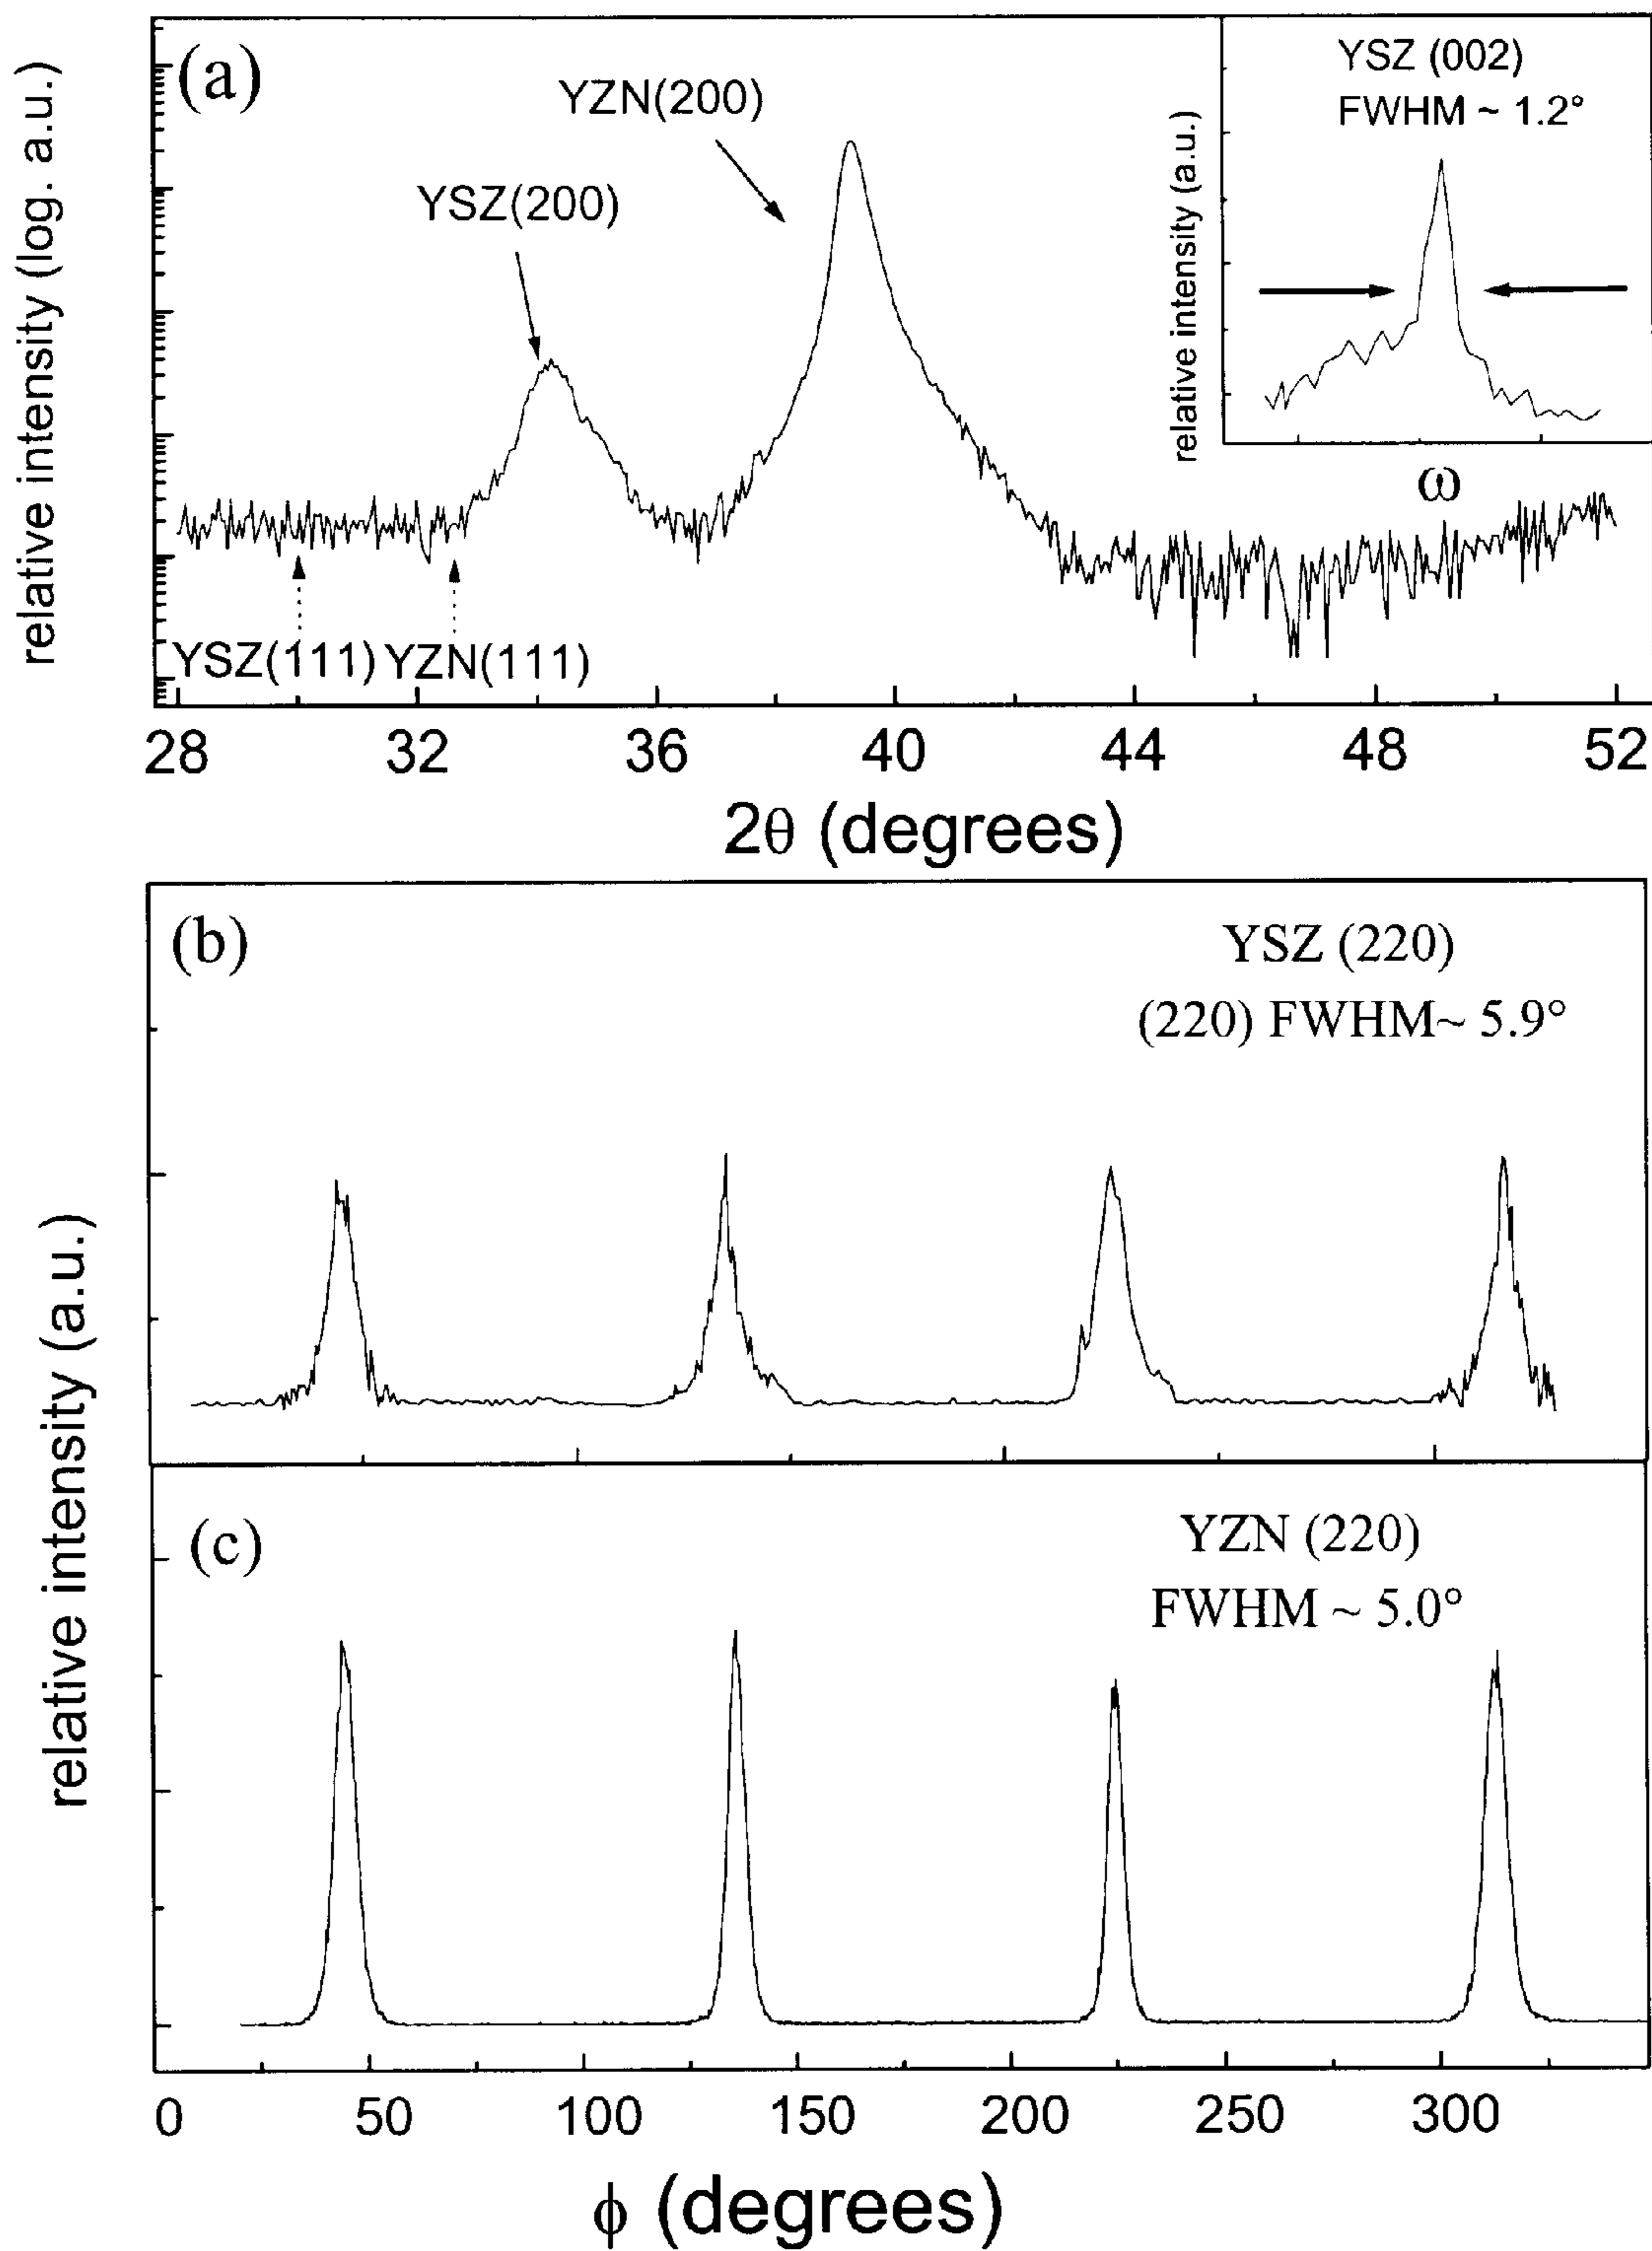 (a)
relative intensity (log. a.u.)
YZN(200)
YSZ(200)
YSZ(111) YZN(111)
YSZ (002)
FWHM ~ 1.2°
relative intensity (a.u.)
ω
28 32 36 40 44 48 52
2θ (degrees)
(b)
YSZ (220)
(220) FWHM~ 5.9°
relative intensity (a.u.)
(c)
YZN (220)
FWHM ~ 5.0°
0 50 100 150 200 250 300
ϕ (degrees)